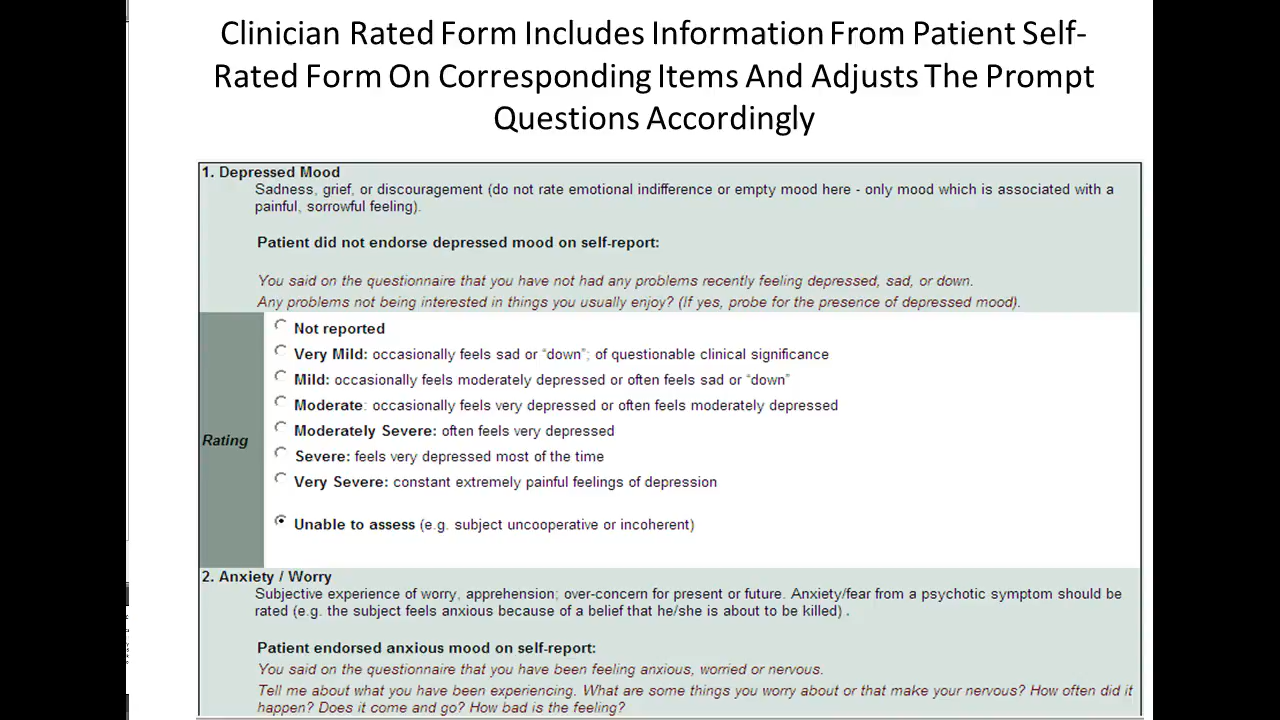 Clinician Rated Form Includes Information From Patient Self-
Rated Form On Corresponding Items And Adjusts The Prompt
Questions Accordingly
1. Depressed Mood
Sadness, grief, or discouragement (do not rate emotional indifference or empty mood here - only mood which is associated with a
painful, sorrowful feeling).
Patient did not endorse depressed mood on self-report:
You said on the questionnaire that you have not had any problems recently feeling depressed, sad, or down.
Any problems not being interested in things you usually enjoy? (If yes, probe for the presence of depressed mood).
Rating
Not reported
Very Mild: occasionally feels sad or “down”; of questionable clinical significance
Mild: occasionally feels moderately depressed or often feels sad or “down”
Moderate: occasionally feels very depressed or often feels moderately depressed
Moderately Severe: often feels very depressed
Severe: feels very depressed most of the time
Very Severe: constant extremely painful feelings of depression
Unable to assess (e.g. subject uncooperative or incoherent)
2. Anxiety / Worry
Subjective experience of worry, apprehension; over-concern for present or future. Anxiety/fear from a psychotic symptom should be
rated (e.g. the subject feels anxious because of a belief that he/she is about to be killed) .
Patient endorsed anxious mood on self-report:
You said on the questionnaire that you have been feeling anxious, worried or nervous.
Tell me about what you have been experiencing. What are some things you worry about or that make your nervous? How often did it
happen? Does it come and go? How bad is the feeling?